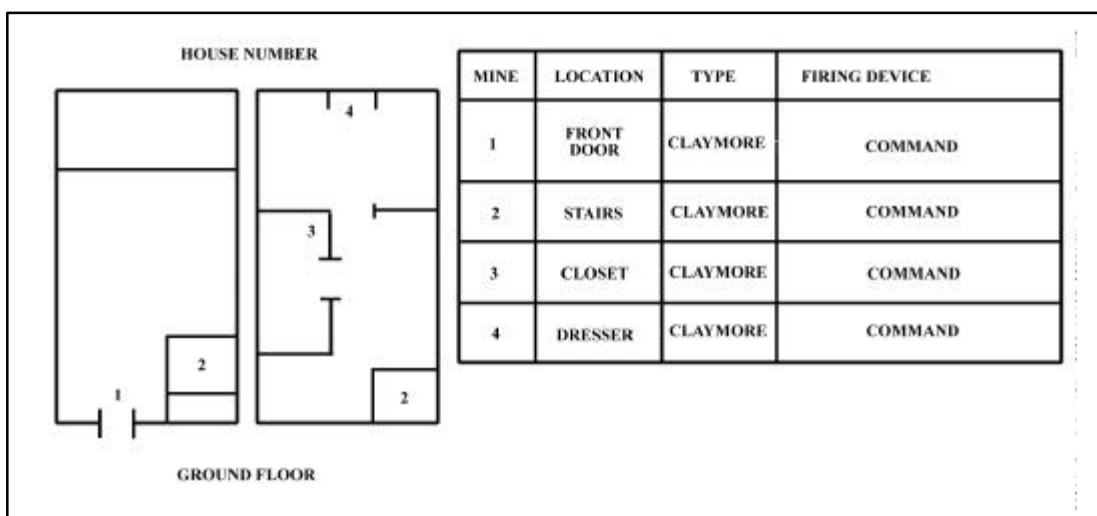 HOUSE NUMBER
4
3
2
1
2
GROUND FLOOR
MINE LOCATION TYPE FIRING DEVICE
1 FRONT DOOR CLAYMORE COMMAND
2 STAIRS CLAYMORE COMMAND
3 CLOSET CLAYMORE COMMAND
4 DRESSER CLAYMORE COMMAND